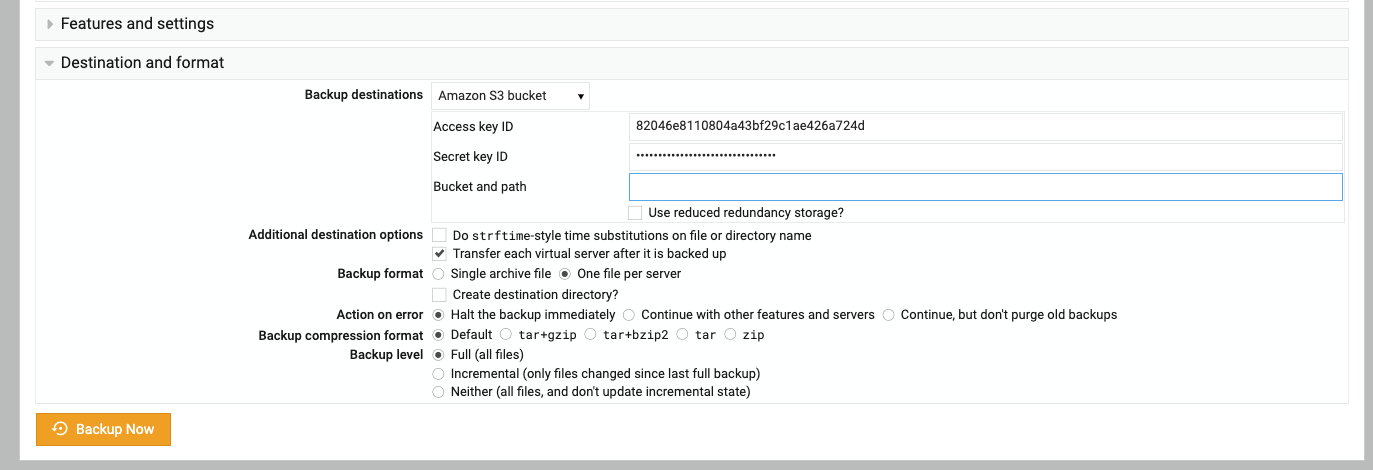 Features and settings
Destination and format
Backup destinations Amazon S3 bucket
Access key ID 82046e8110804a43bf29c1ae426a724d
Secret key ID ••••••••••••••••••••••••••••••••
Bucket and path
Use reduced redundancy storage?
Additional destination options Do strftime-style time substitutions on file or directory name
Transfer each virtual server after it is backed up
Backup format Single archive file One file per server
Create destination directory?
Action on error Halt the backup immediately Continue with other features and servers Continue, but don't purge old backups
Backup compression format Default tar+gzip tar+bzip2 tar zip
Backup level Full (all files)
Incremental (only files changed since last full backup)
Neither (all files, and don't update incremental state)
Backup Now